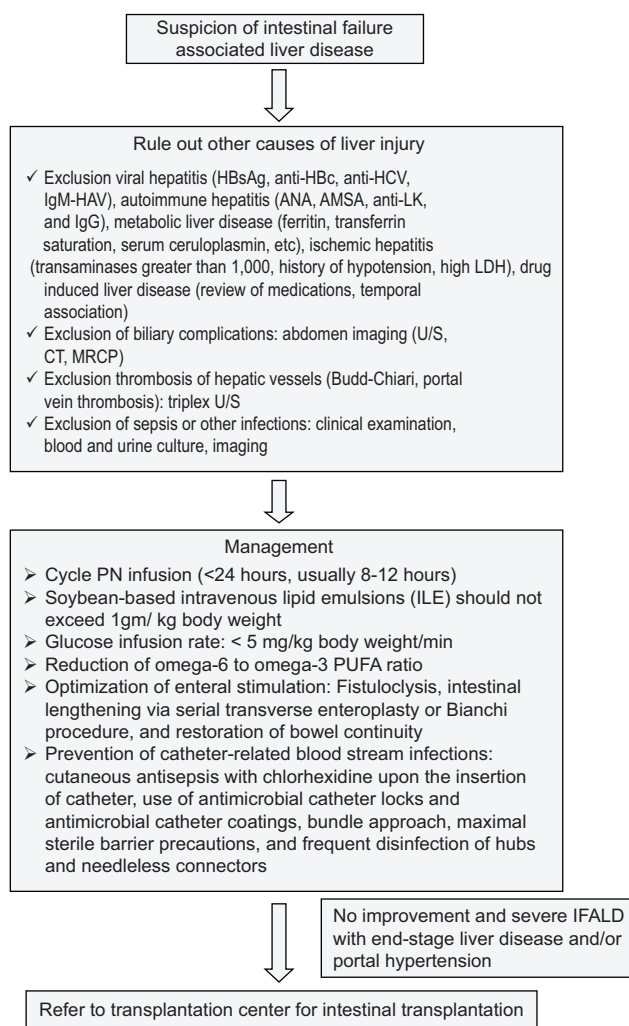 Suspicion of intestinal failure
associated liver disease
Rule out other causes of liver injury
✓ Exclusion viral hepatitis (HBsAg, anti-HBc, anti-HCV,
IgM-HAV), autoimmune hepatitis (ANA, AMSA, anti-LK,
and IgG), metabolic liver disease (ferritin, transferrin
saturation, serum ceruloplasmin, etc), ischemic hepatitis
(transaminases greater than 1,000, history of hypotension, high LDH), drug
induced liver disease (review of medications, temporal
association)
✓ Exclusion of biliary complications: abdomen imaging (U/S,
CT, MRCP)
✓ Exclusion thrombosis of hepatic vessels (Budd-Chiari, portal
vein thrombosis): triplex U/S
✓ Exclusion of sepsis or other infections: clinical examination,
blood and urine culture, imaging
Management
➢ Cycle PN infusion (<24 hours, usually 8-12 hours)
➢ Soybean-based intravenous lipid emulsions (ILE) should not
exceed 1gm/ kg body weight
➢ Glucose infusion rate: < 5 mg/kg body weight/min
➢ Reduction of omega-6 to omega-3 PUFA ratio
➢ Optimization of enteral stimulation: Fistuloclysis, intestinal
lengthening via serial transverse enteroplasty or Bianchi
procedure, and restoration of bowel continuity
➢ Prevention of catheter-related blood stream infections:
cutaneous antisepsis with chlorhexidine upon the insertion
of catheter, use of antimicrobial catheter locks and
antimicrobial catheter coatings, bundle approach, maximal
sterile barrier precautions, and frequent disinfection of hubs
and needleless connectors
No improvement and severe IFALD
with end-stage liver disease and/or
portal hypertension
Refer to transplantation center for intestinal transplantation